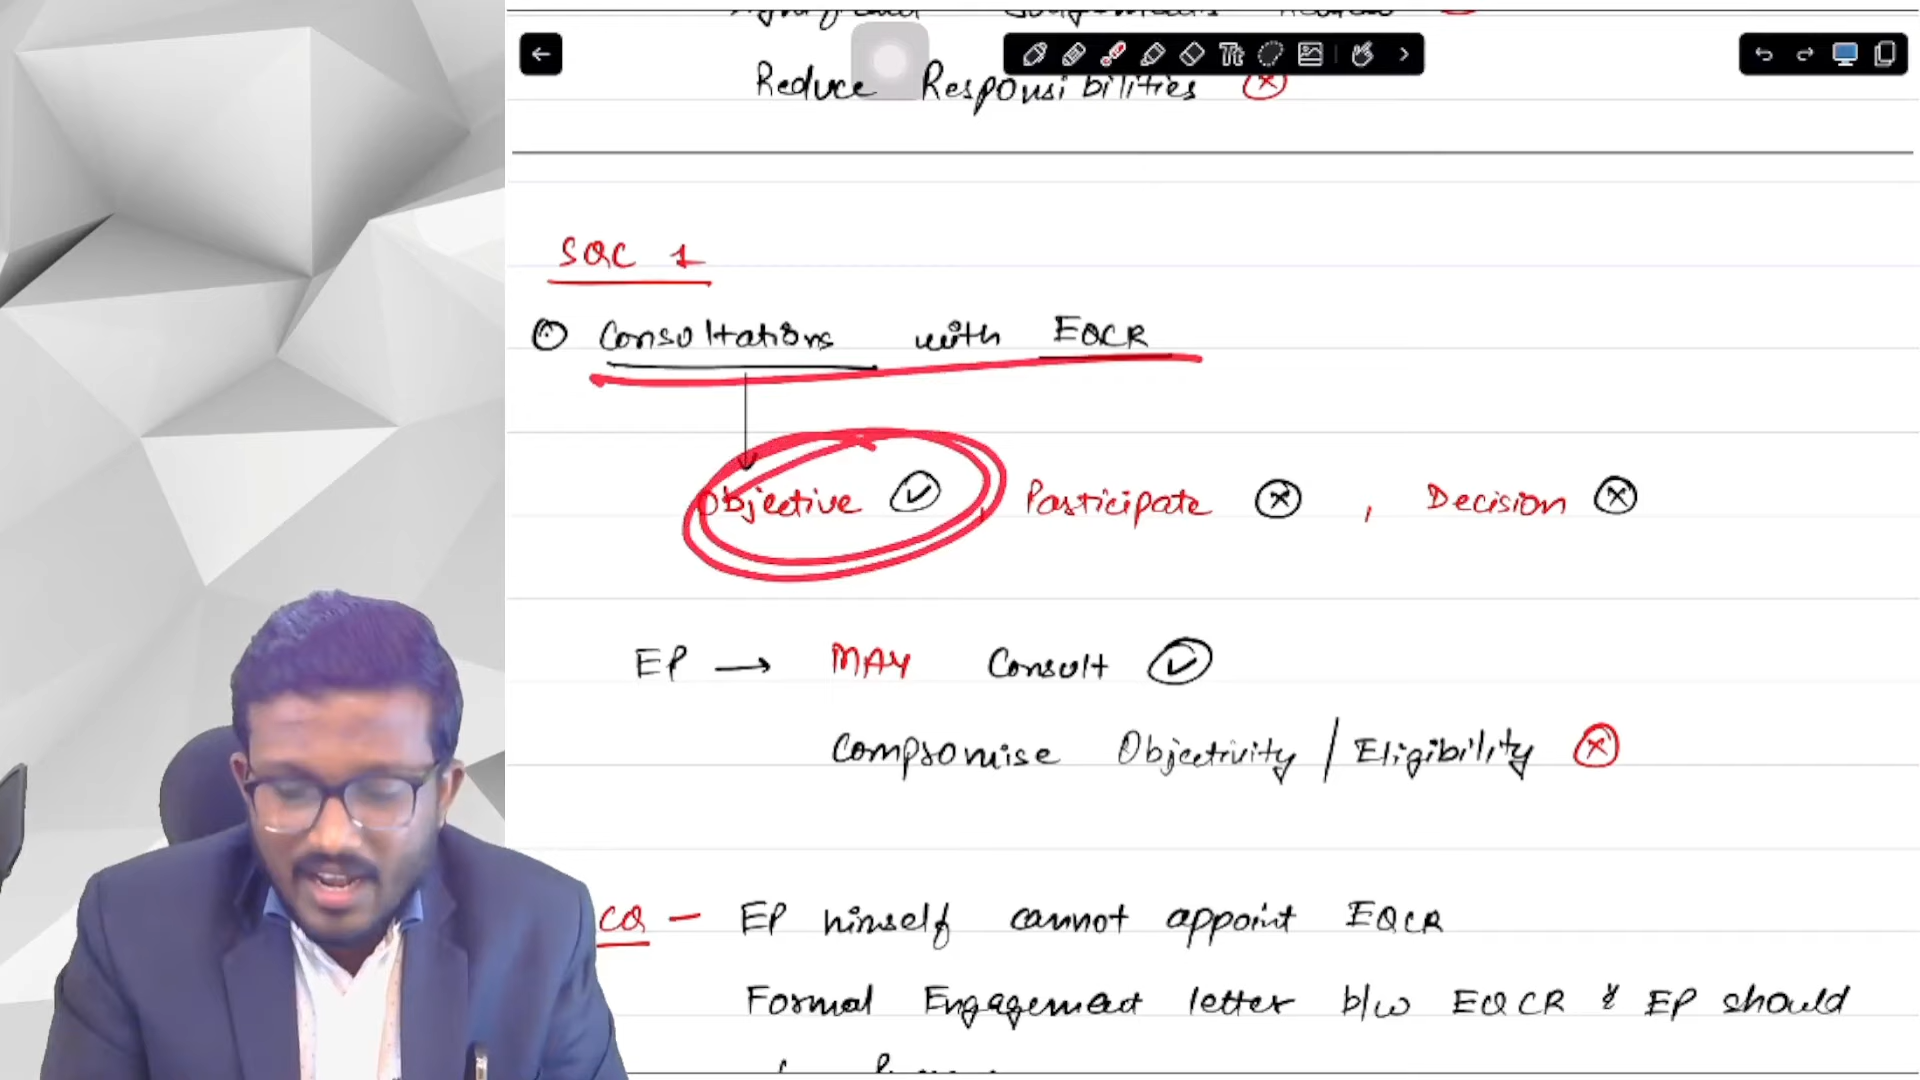 Reduce Responsibilities
SQC 1
Consultations with EQCR
Objective , Participate , Decision
EP → MAY Consult
Compromise Objectivity / Eligibility
CQ – EP himself cannot appoint EQCR
Formal Engagement letter b/w EQCR & EP should
Tt